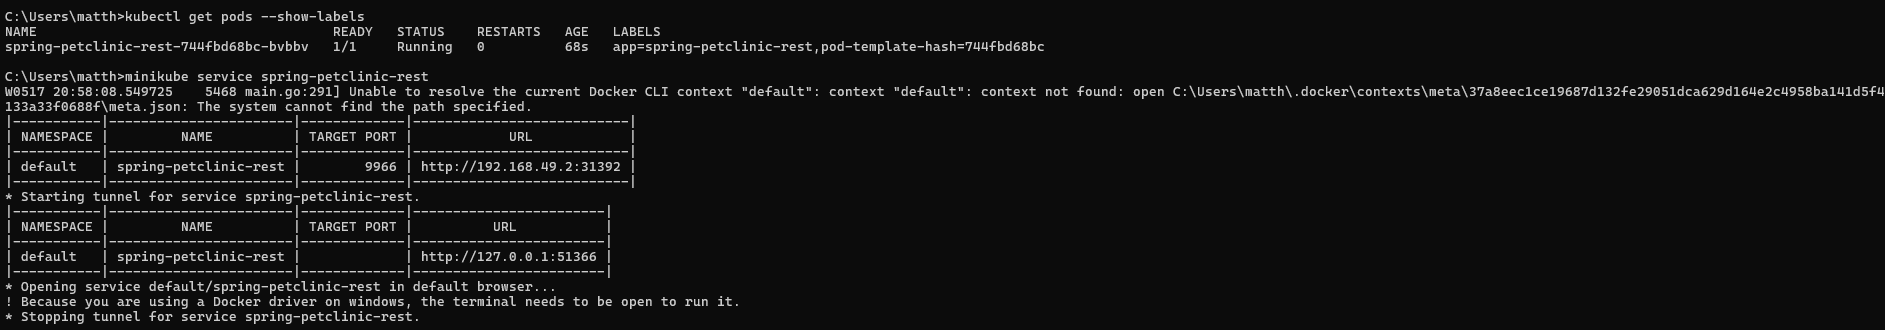 C:\Users\matth>kubectl get pods --show-labels
NAME                                    READY   STATUS    RESTARTS   AGE   LABELS
spring-petclinic-rest-744fbd68bc-bvbbv   1/1     Running   0          68s   app=spring-petclinic-rest,pod-template-hash=744fbd68bc
C:\Users\matth>minikube service spring-petclinic-rest
W0517 20:58:08.549725    5468 main.go:291] Unable to resolve the current Docker CLI context "default": context "default": context not found: open C:\Users\matth\.docker\contexts\meta\37a8eec1ce19687d132fe29051dca629d164e2c4958ba141d5f4
133a33f0688f\meta.json: The system cannot find the path specified.
|-----------|-----------------------|-------------|---------------------------|
| NAMESPACE |         NAME          | TARGET PORT |            URL            |
|-----------|-----------------------|-------------|---------------------------|
| default   | spring-petclinic-rest |        9966 | http://192.168.49.2:31392 |
|-----------|-----------------------|-------------|---------------------------|
* Starting tunnel for service spring-petclinic-rest.
|-----------|-----------------------|-------------|------------------------|
| NAMESPACE |         NAME          | TARGET PORT |          URL           |
|-----------|-----------------------|-------------|------------------------|
| default   | spring-petclinic-rest |             | http://127.0.0.1:51366 |
|-----------|-----------------------|-------------|------------------------|
* Opening service default/spring-petclinic-rest in default browser...
! Because you are using a Docker driver on windows, the terminal needs to be open to run it.
* Stopping tunnel for service spring-petclinic-rest.